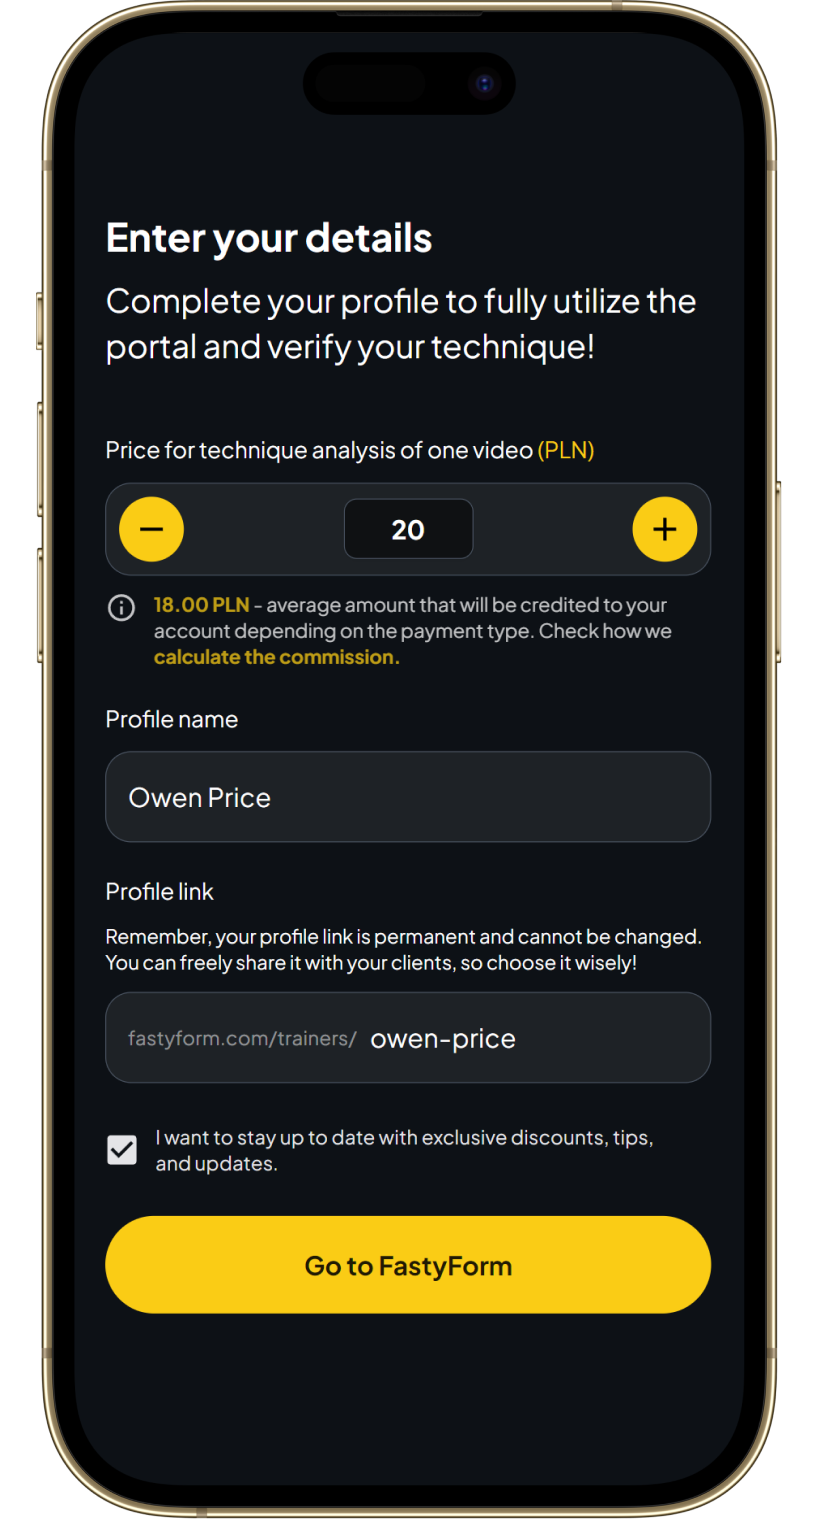 Enter your details
Complete your profile to fully utilize the
portal and verify your technique!
Price for technique analysis of one video (PLN)
20
18.00 PLN - average amount that will be credited to your
account depending on the payment type. Check how we
calculate the commission.
Profile name
Owen Price
Profile link
Remember, your profile link is permanent and cannot be changed.
You can freely share it with your clients, so choose it wisely!
fastyform.com/trainers/ owen-price
I want to stay up to date with exclusive discounts, tips,
and updates.
Go to FastyForm